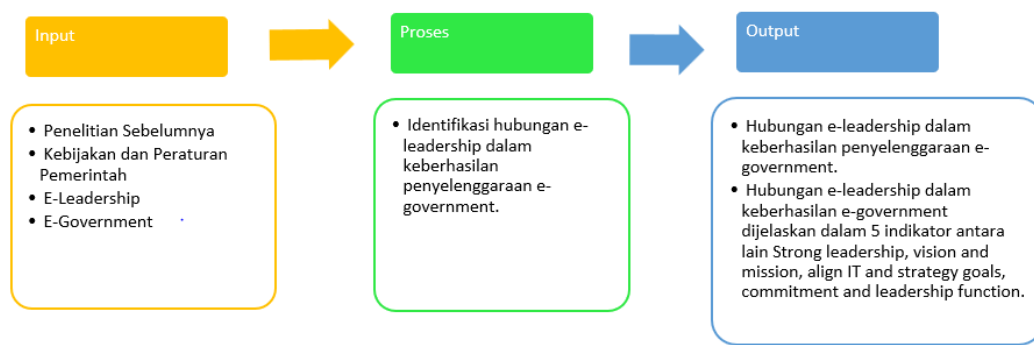 Input
Proses
Output
• Penelitian Sebelumnya
• Kebijakan dan Peraturan
Pemerintah
• E-Leadership
• E-Government
• Identifikasi hubungan e-
leadership dalam
keberhasilan
penyelenggaraan e-
government.
• Hubungan e-leadership dalam
keberhasilan penyelenggaraan e-
government.
• Hubungan e-leadership dalam
keberhasilan e-government
dijelaskan dalam 5 indikator antara
lain Strong leadership, vision and
mission, align IT and strategy goals,
commitment and leadership function.